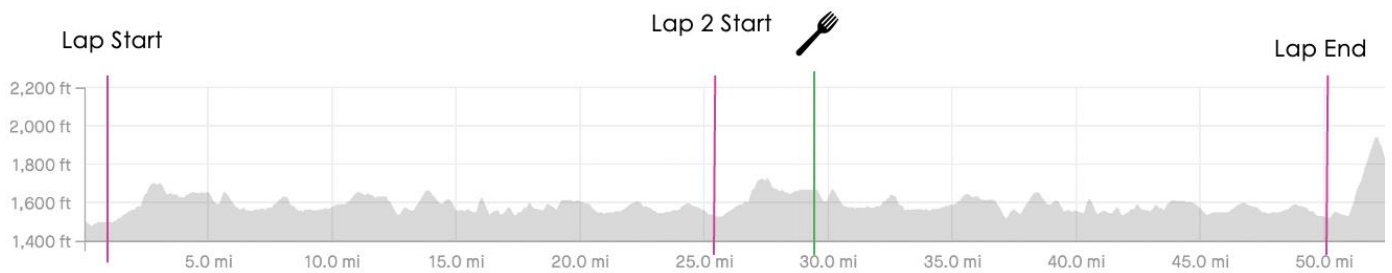 Lap Start
Lap 2 Start
Lap End
2,200 ft
2,000 ft
1,800 ft
1,600 ft
1,400 ft
5.0 mi
10.0 mi
15.0 mi
20.0 mi
25.0 mi
30.0 mi
35.0 mi
40.0 mi
45.0 mi
50.0 mi